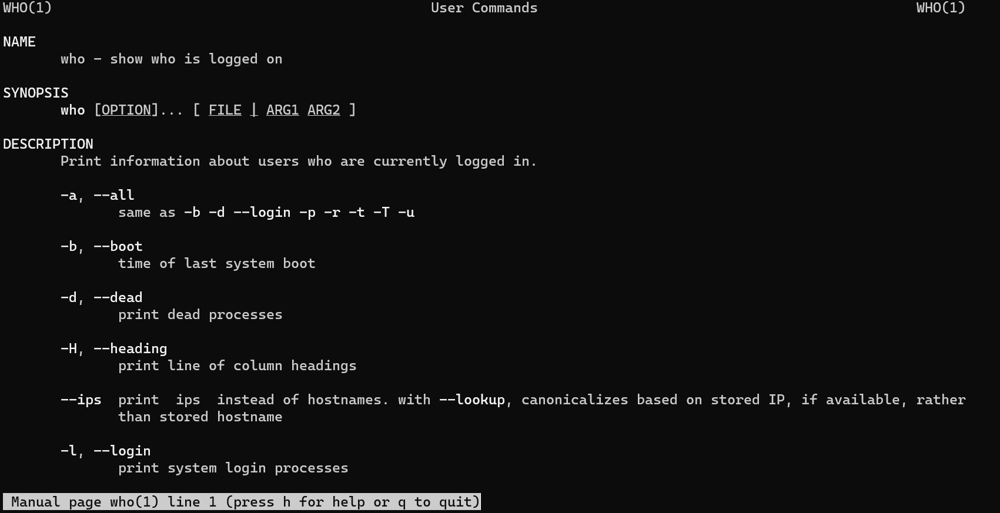 WHO(1) User Commands WHO(1)
NAME
who - show who is logged on
SYNOPSIS
who [OPTION]... [ FILE | ARG1 ARG2 ]
DESCRIPTION
Print information about users who are currently logged in.
-a, --all
same as -b -d --login -p -r -t -T -u
-b, --boot
time of last system boot
-d, --dead
print dead processes
-H, --heading
print line of column headings
--ips print ips instead of hostnames. with --lookup, canonicalizes based on stored IP, if available, rather
than stored hostname
-l, --login
print system login processes
Manual page who(1) line 1 (press h for help or q to quit)